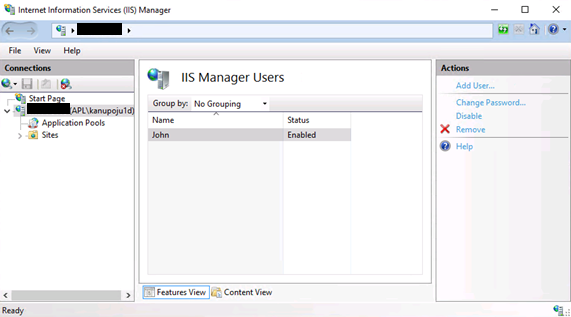 Internet Information Services (IIS) Manager
File View Help
Connections
Start Page
(APL\kanupoju1d)
Application Pools
Sites
IIS Manager Users
Group by: No Grouping
Name Status
John Enabled
Features View Content View
Actions
Add User...
Change Password...
Disable
Remove
Help
Ready